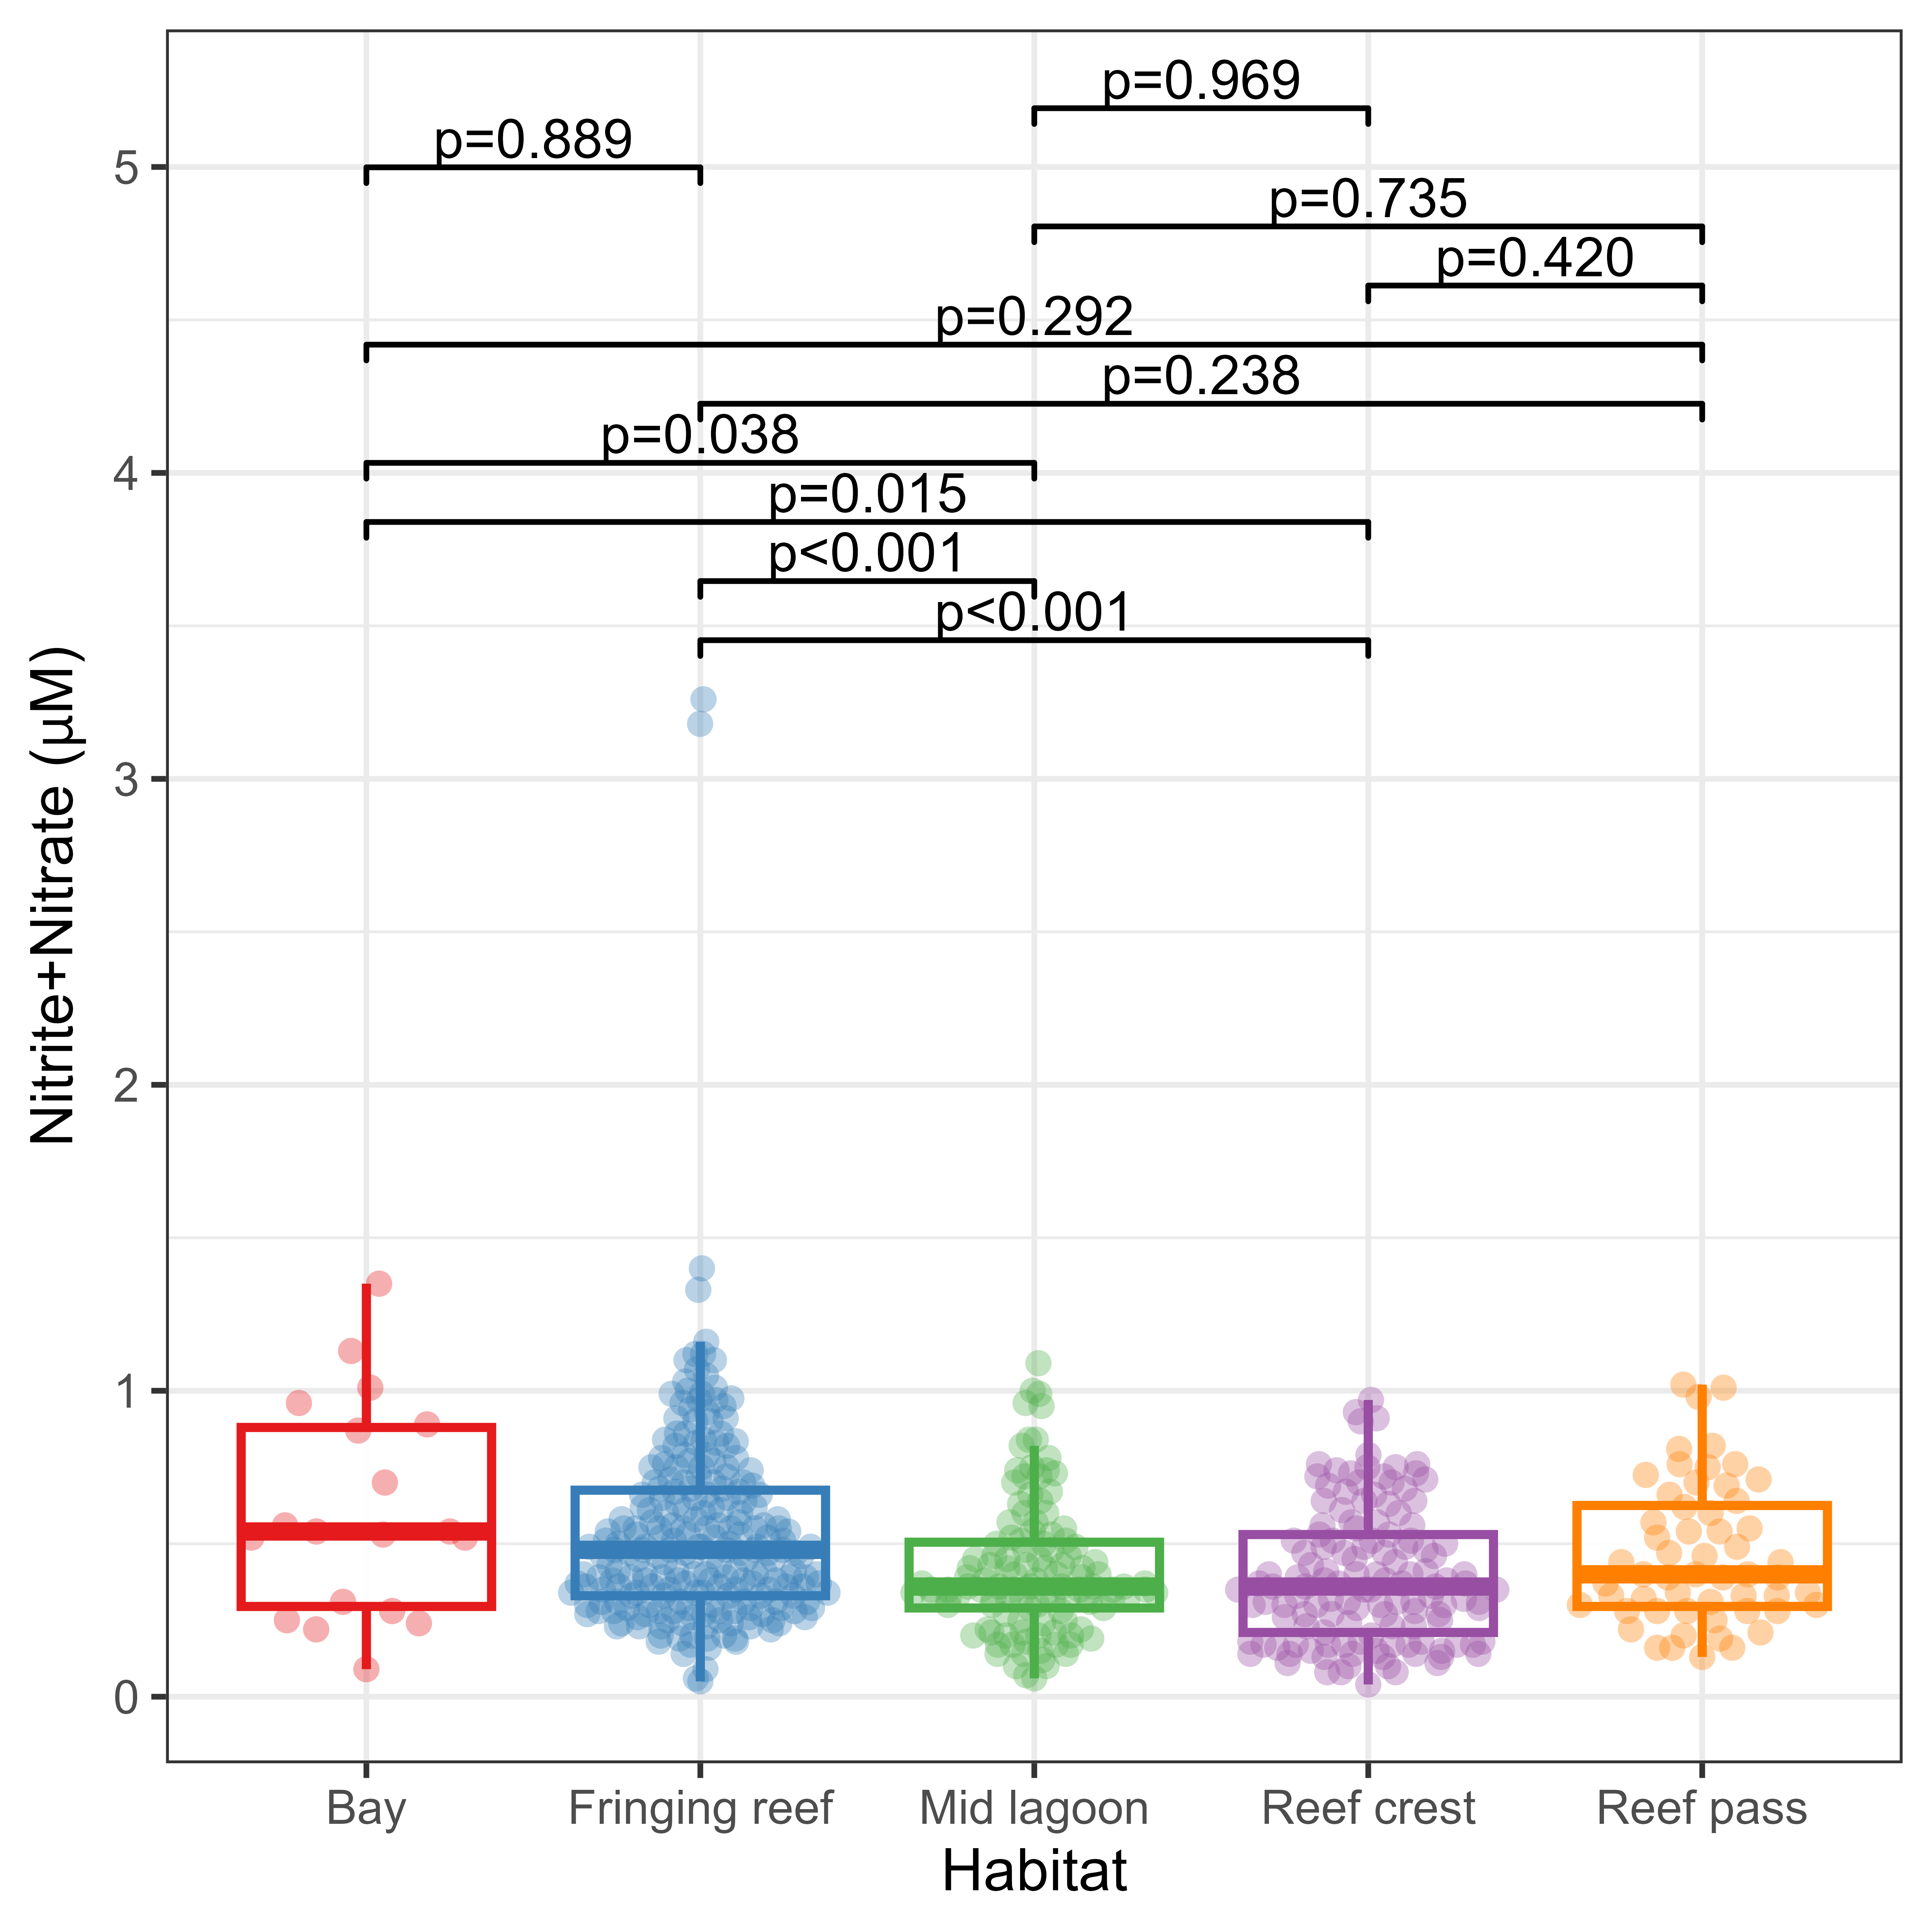 p=0.969
p=0.889
5
p=0.735
p=0.420
p=0.292
p=0.238
p=0.038
4
p=0.015
p<0.001
p<0.001
Nitrite+Nitrate (µM)
3
2
1
0
Bay Fringing reef Mid lagoon Reef crest Reef pass
Habitat